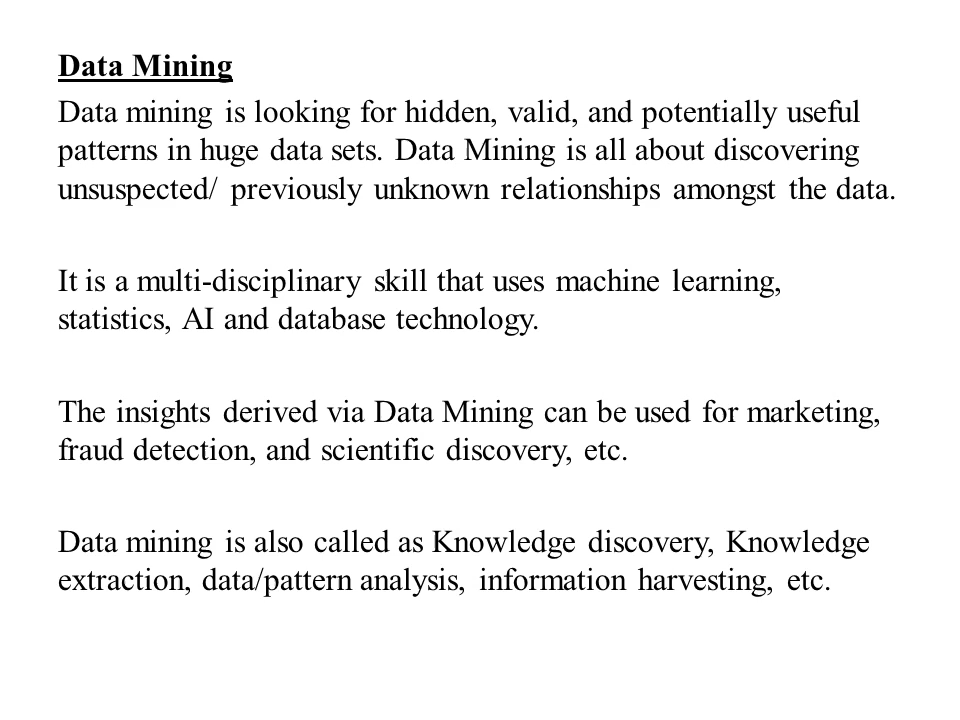 Data Mining
Data mining is looking for hidden, valid, and potentially useful
patterns in huge data sets. Data Mining is all about discovering
unsuspected/ previously unknown relationships amongst the data.
It is a multi-disciplinary skill that uses machine learning,
statistics, AI and database technology.
The insights derived via Data Mining can be used for marketing,
fraud detection, and scientific discovery, etc.
Data mining is also called as Knowledge discovery, Knowledge
extraction, data/pattern analysis, information harvesting, etc.